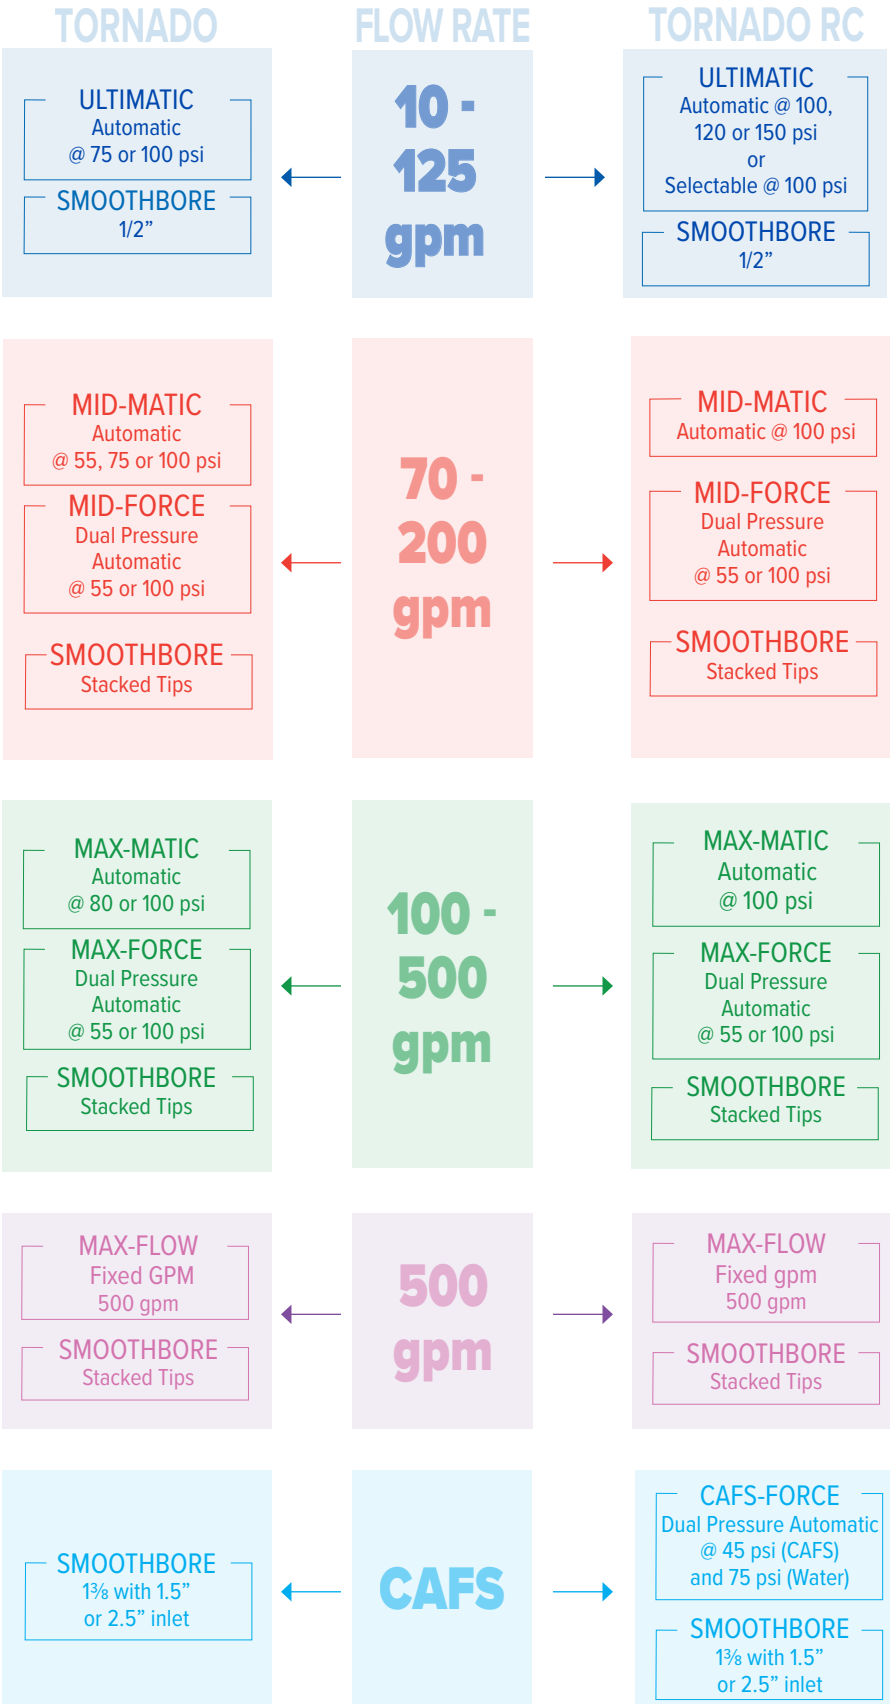 TORNADO
FLOW RATE
TORNADO RC
ULTIMATIC
Automatic
@ 75 or 100 psi
SMOOTHBORE
1/2”
10 -
125
gpm
ULTIMATIC
Automatic @ 100,
120 or 150 psi
or
Selectable @ 100 psi
SMOOTHBORE
1/2”
MID-MATIC
Automatic
@ 55, 75 or 100 psi
MID-FORCE
Dual Pressure
Automatic
@ 55 or 100 psi
SMOOTHBORE
Stacked Tips
70 -
200
gpm
MID-MATIC
Automatic @ 100 psi
MID-FORCE
Dual Pressure
Automatic
@ 55 or 100 psi
SMOOTHBORE
Stacked Tips
MAX-MATIC
Automatic
@ 80 or 100 psi
MAX-FORCE
Dual Pressure
Automatic
@ 55 or 100 psi
SMOOTHBORE
Stacked Tips
100 -
500
gpm
MAX-MATIC
Automatic
@ 100 psi
MAX-FORCE
Dual Pressure
Automatic
@ 55 or 100 psi
SMOOTHBORE
Stacked Tips
MAX-FLOW
Fixed GPM
500 gpm
SMOOTHBORE
Stacked Tips
500
gpm
MAX-FLOW
Fixed gpm
500 gpm
SMOOTHBORE
Stacked Tips
SMOOTHBORE
1⅜ with 1.5”
or 2.5” inlet
CAFS
CAFS-FORCE
Dual Pressure Automatic
@ 45 psi (CAFS)
and 75 psi (Water)
SMOOTHBORE
1⅜ with 1.5”
or 2.5” inlet